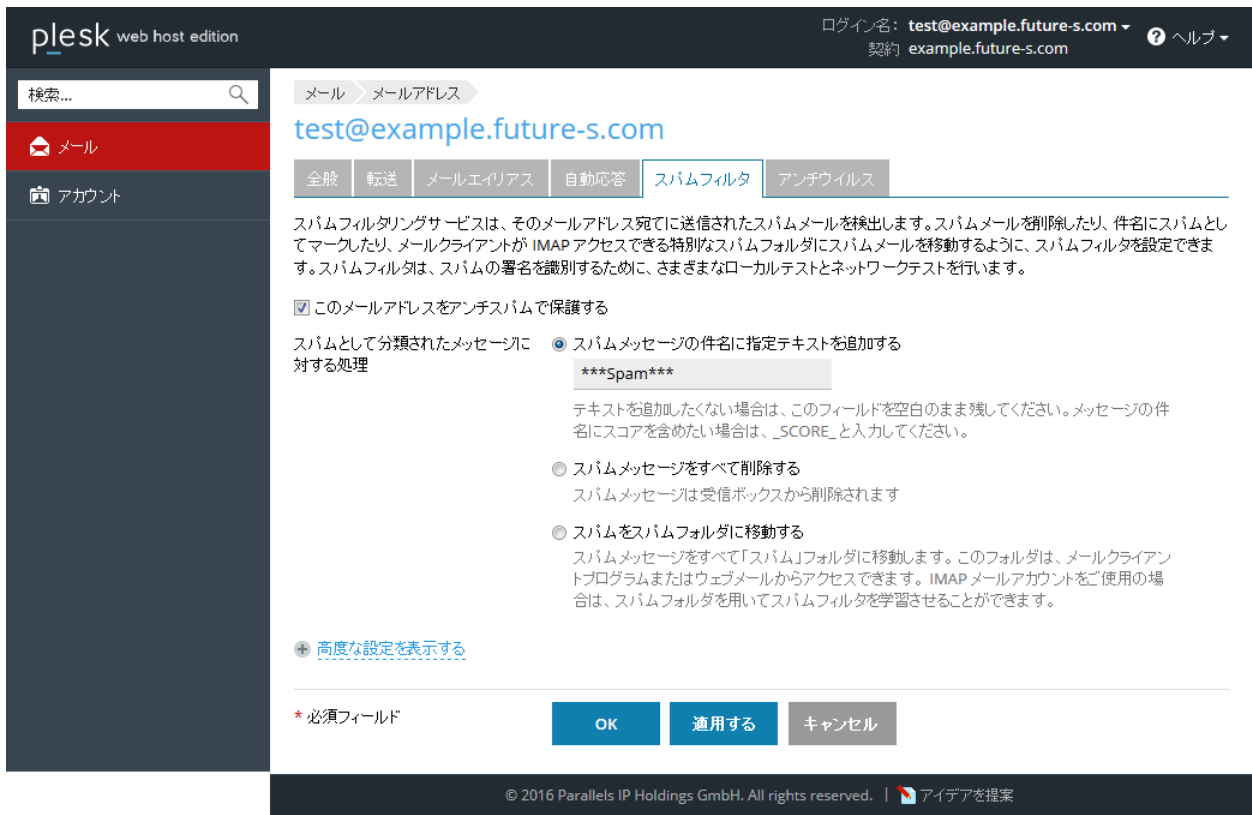 plesk web host edition
ログイン名: test@example.future-s.com
契約 example.future-s.com
ヘルプ
検索...
メール
アカウント
メール メールアドレス
test@example.future-s.com
全般 転送 メールエイリアス 自動応答 スパムフィルタ アンチウイルス
スパムフィルタリングサービスは、そのメールアドレス宛てに送信されたスパムメールを検出します。スパムメールを削除したり、件名にスパムとし
てマークしたり、メールクライアントが IMAP アクセスできる特別なスパムフォルダにスパムメールを移動するように、スパムフィルタを設定できま
す。スパムフィルタは、スパムの署名を識別するために、さまざまなローカルテストとネットワークテストを行います。
このメールアドレスをアンチスパムで保護する
スパムとして分類されたメッセージに
対する処理
スパムメッセージの件名に指定テキストを追加する
***Spam***
テキストを追加したくない場合は、このフィールドを空白のまま残してください。メッセージの件
名にスコアを含めたい場合は、_SCORE_と入力してください。
スパムメッセージをすべて削除する
スパムメッセージは受信ボックスから削除されます
スパムをスパムフォルダに移動する
スパムメッセージをすべて「スパム」フォルダに移動します。このフォルダは、メールクライアン
トプログラムまたはウェブメールからアクセスできます。IMAP メールアカウントをご使用の場
合は、スパムフォルダを用いてスパムフィルタを学習させることができます。
高度な設定を表示する
* 必須フィールド
OK 適用する キャンセル
© 2016 Parallels IP Holdings GmbH. All rights reserved. | アイデアを提案